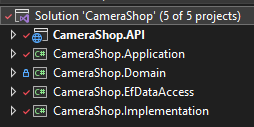 Solution 'CameraShop' (5 of 5 projects)
CameraShop.API
C# CameraShop.Application
C# CameraShop.Domain
C# CameraShop.EfDataAccess
C# CameraShop.Implementation